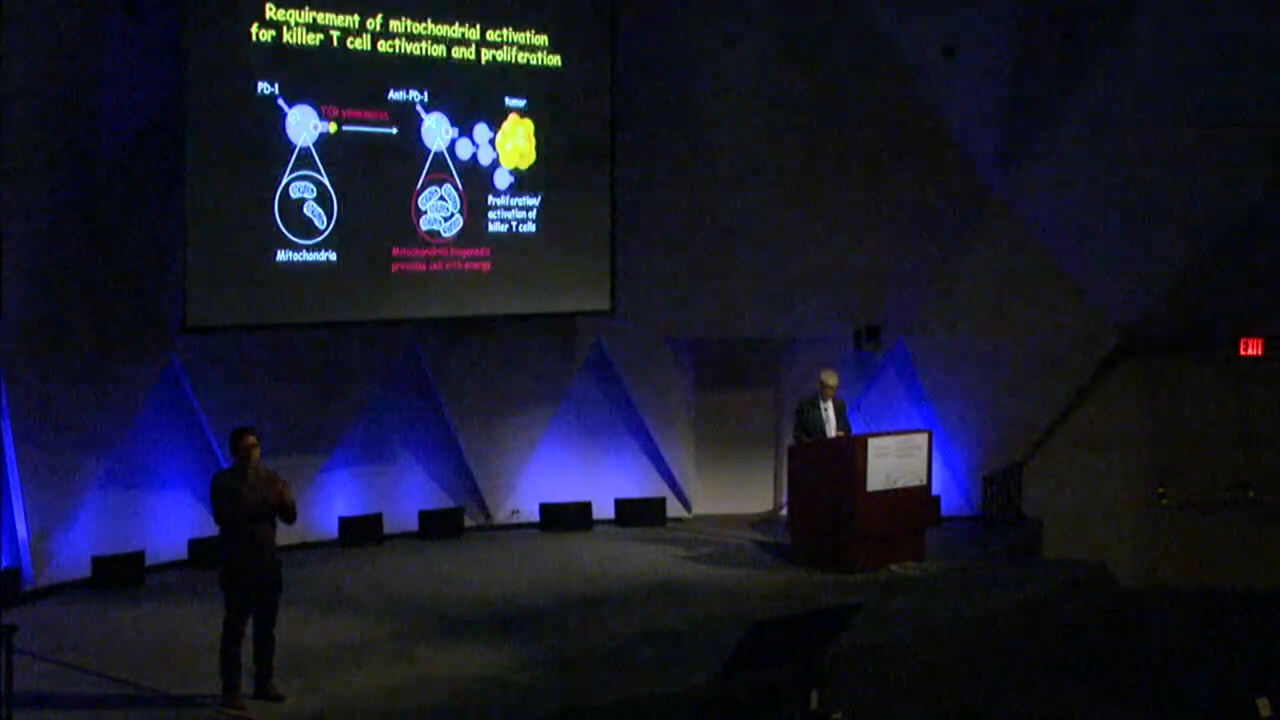 Requirement of mitochondrial activation
for killer T cell activation and proliferation
PD-1
TCR stimulation
Anti-PD-1
Tumor
Mitochondria
Proliferation/
activation of
killer T cells
Mitochondria biogenesis
provides cell with energy
EXIT